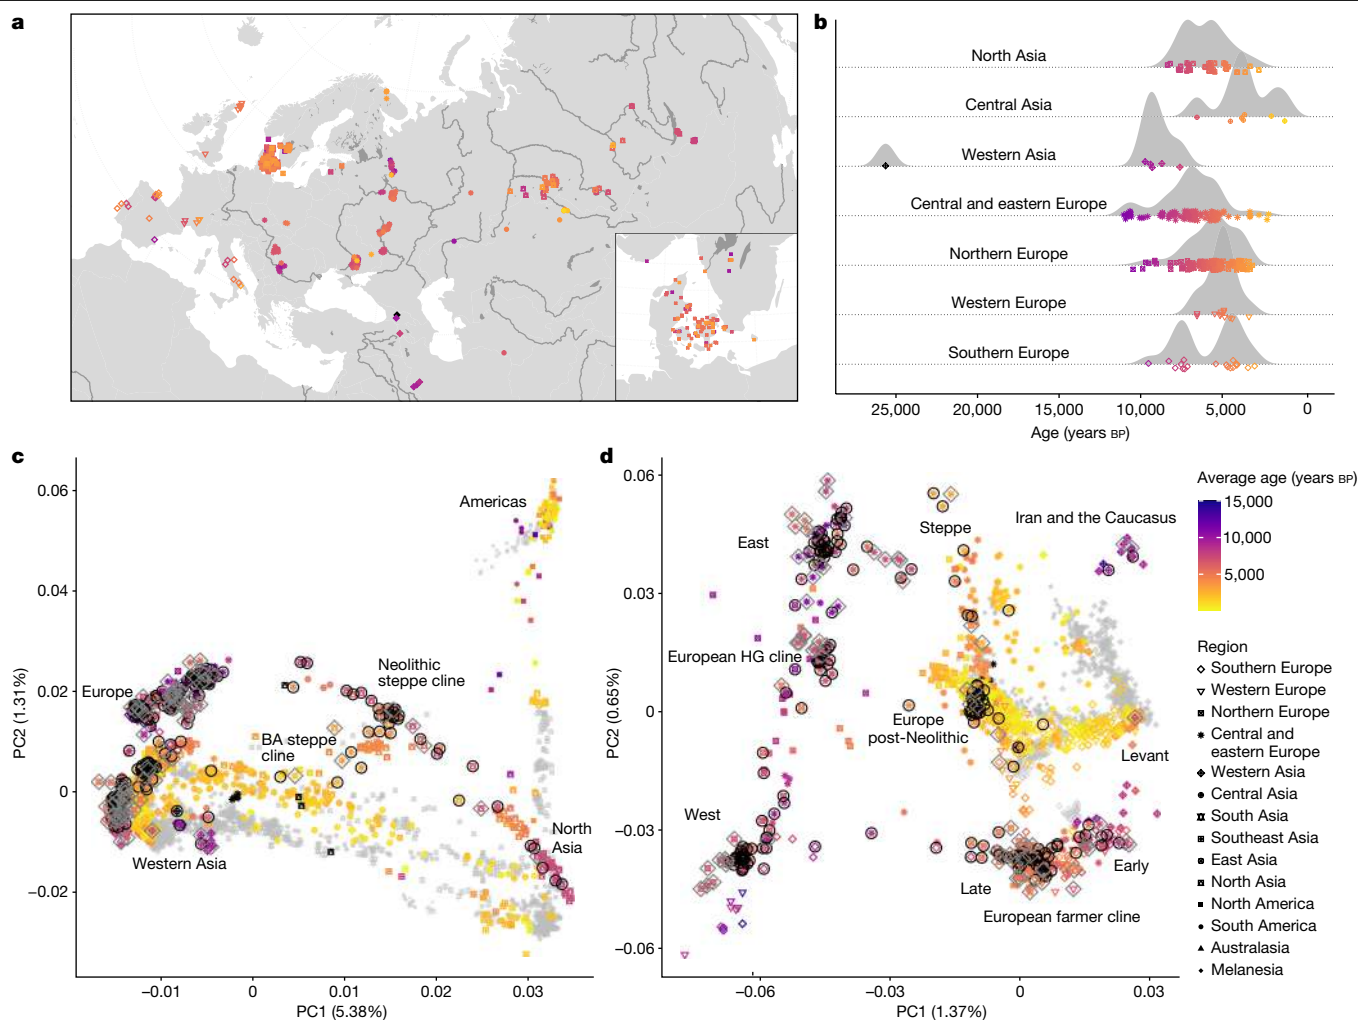 a
b
North Asia
Central Asia
Western Asia
Central and eastern Europe
Northern Europe
Western Europe
Southern Europe
25,000
20,000
15,000
10,000
5,000
0
Age (years BP)
c
0.06
0.04
0.02
0
−0.02
PC2 (1.31%)
Americas
Neolithic
steppe cline
Europe
BA steppe
cline
Western Asia
North
Asia
−0.01
0
0.01
0.02
0.03
PC1 (5.38%)
d
0.06
0.03
0
−0.03
−0.06
PC2 (0.65%)
East
Steppe
Iran and the Caucasus
European HG cline
Europe
post-Neolithic
Levant
West
Late
Early
European farmer cline
−0.06
−0.03
0
0.03
PC1 (1.37%)
Average age (years BP)
15,000
10,000
5,000
Region
Southern Europe
Western Europe
Northern Europe
Central and
eastern Europe
Western Asia
Central Asia
South Asia
Southeast Asia
East Asia
North Asia
North America
South America
Australasia
Melanesia